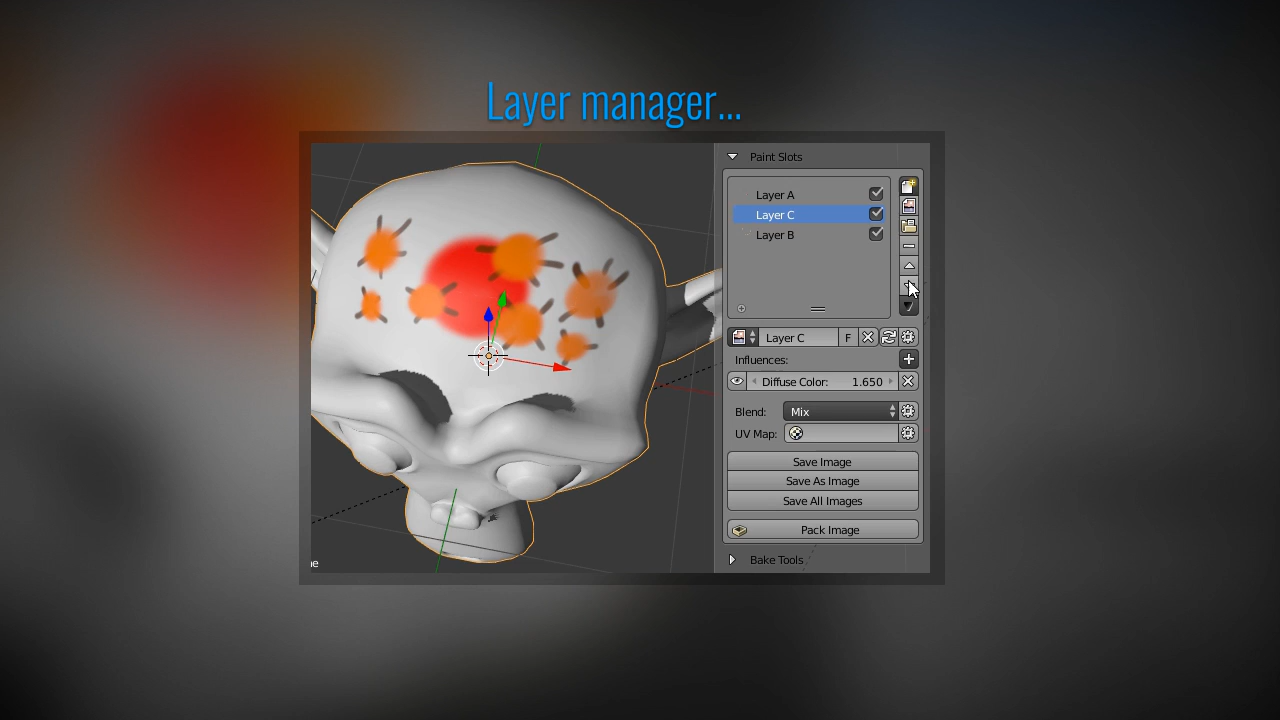 Layer manager...
Paint Slots
Layer A
Layer C
Layer B
Layer C
F
Influences:
Diffuse Color: 1.650
Blend: Mix
UV Map:
Save Image
Save As Image
Save All Images
Pack Image
Bake Tools